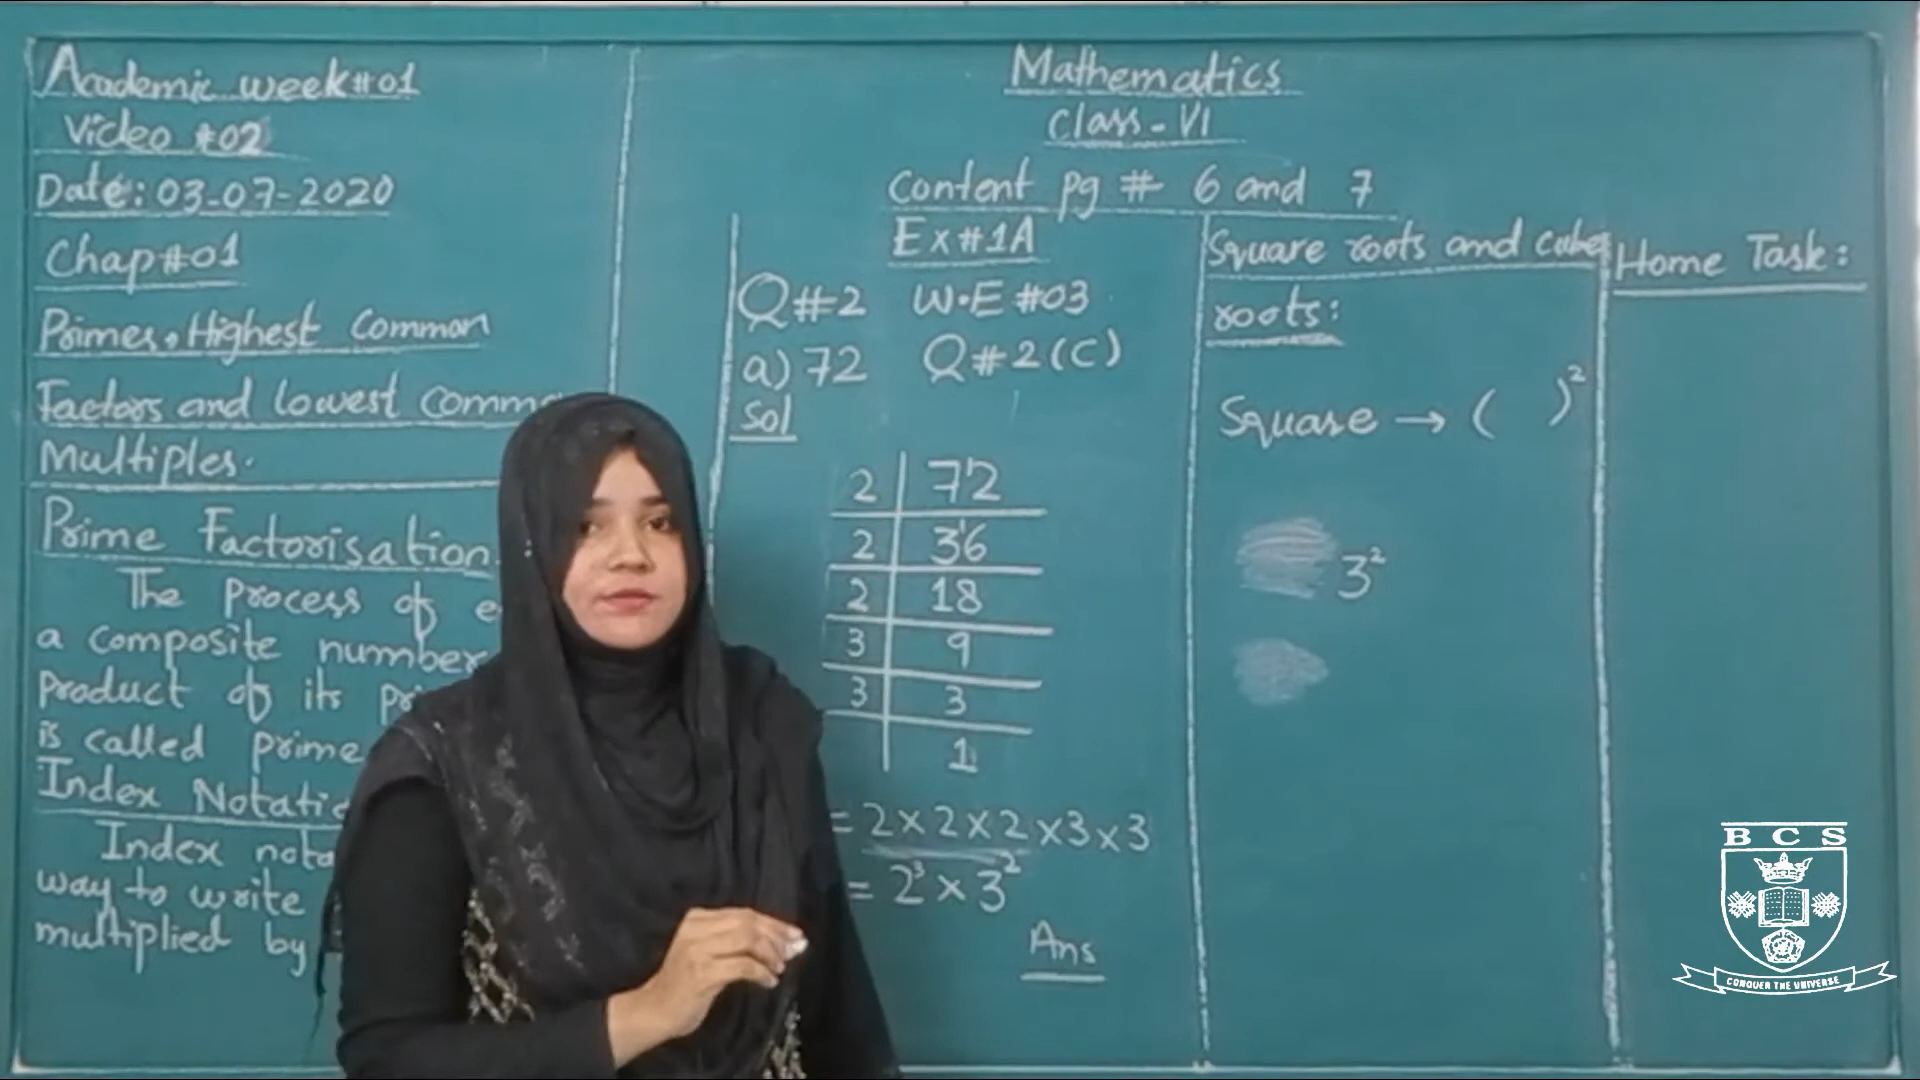 Academic week#01
Video #02
Date: 03-07-2020
Chap#01
Primes, Highest Common
Factors and lowest Comm
Multiples.
Prime Factorisation
The process of e
a composite number
product of its pr
is called prime
Index Notati
Index nota
way to write
multiplied by
Mathematics
Class-VI
Content pg # 6 and 7
Ex#1A
Q#2 W.E #03
a) 72 Q#2(C)
Sol
2 | 72
2 | 36
2 | 18
3 | 9
3 | 3
1
= 2×2×2×3×3
= 2³×3²
Ans
Square roots and cube
roots:
Square → ( )²
3²
Home Task:
BCS
CONQUER THE UNIVERSE